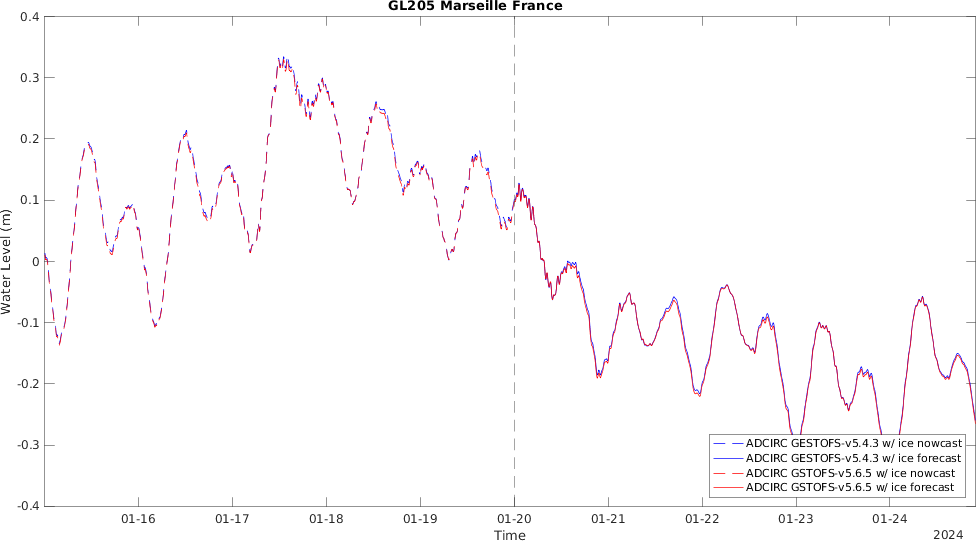 GL205 Marseille France
0.4
0.3
0.2
0.1
0
-0.1
-0.2
-0.3
-0.4
Water Level (m)
01-16 01-17 01-18 01-19 01-20 01-21 01-22 01-23 01-24
Time
2024
ADCIRC GESTOFS-v5.4.3 w/ ice nowcast
ADCIRC GESTOFS-v5.4.3 w/ ice forecast
ADCIRC GSTOFS-v5.6.5 w/ ice nowcast
ADCIRC GSTOFS-v5.6.5 w/ ice forecast